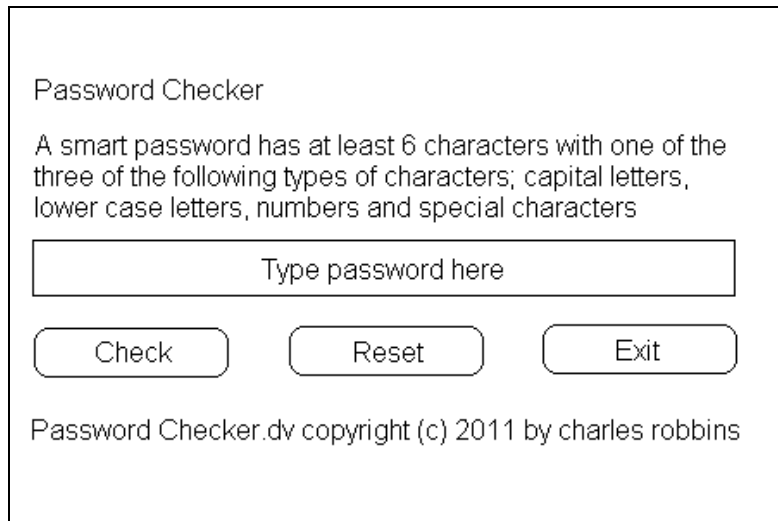 Password Checker
A smart password has at least 6 characters with one of the
three of the following types of characters; capital letters,
lower case letters, numbers and special characters
Type password here
Check Reset Exit
Password Checker.dv copyright (c) 2011 by charles robbins